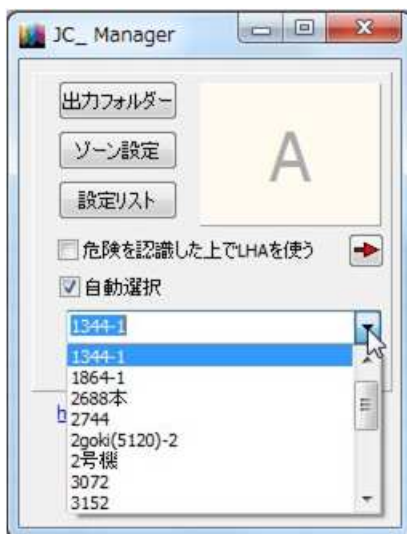 JC_ Manager
出力フォルダー
A
ゾーン設定
設定リスト
危険を認識した上でLHAを使う
自動選択
1344-1
1344-1
1864-1
2688本
h
2744
2goki(5120)-2
2号機
3072
3152